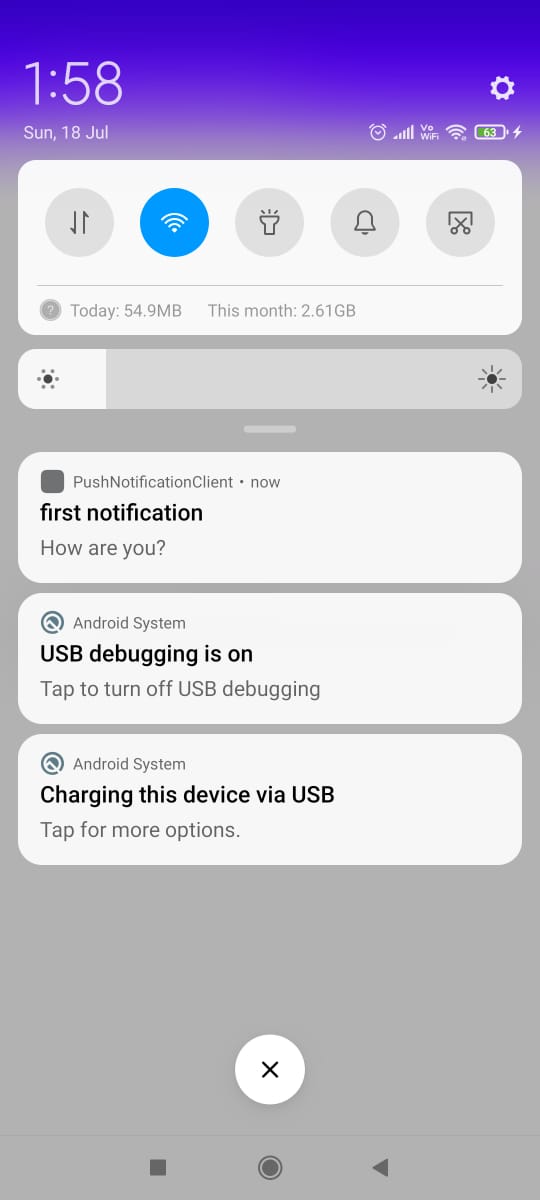 1:58
Sun, 18 Jul
Vo
WiFi
63
? Today: 54.9MB This month: 2.61GB
PushNotificationClient • now
first notification
How are you?
Android System
USB debugging is on
Tap to turn off USB debugging
Android System
Charging this device via USB
Tap for more options.